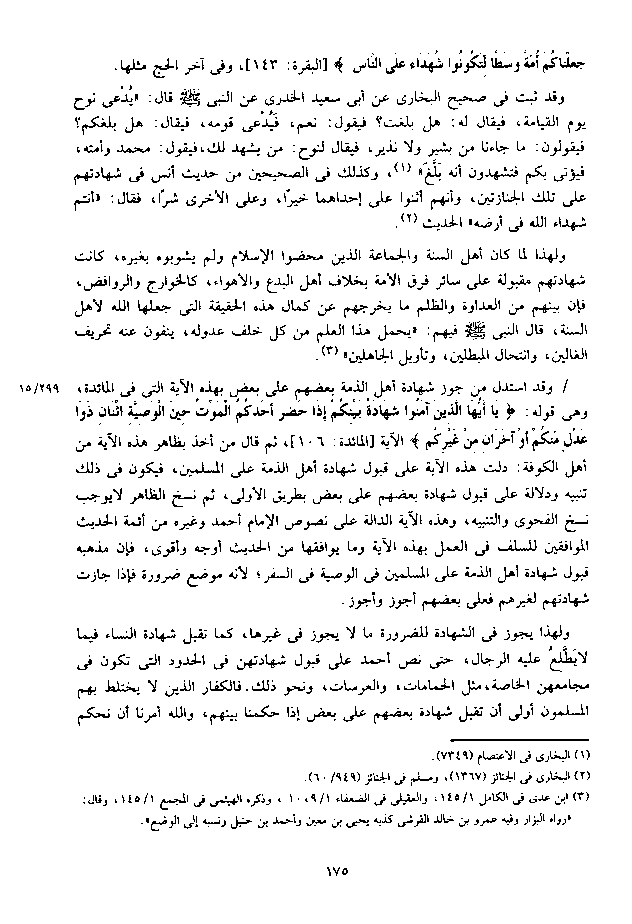 جعلناكم أمة وسطا لتكونوا شهداء على الناس ﴾ [البقرة: ١٤٣]، وفى آخر الحج مثلها.
وقد ثبت فى صحيح البخارى عن أبى سعيد الخدرى عن النبى ﷺ قال: «يُدْعى نوح
يوم القيامة، فيقال له: هل بلغت؟ فيقول: نعم، فَيُدْعى قومه، فيقال: هل بلغكم؟
فيقولون: ما جاءنا من بشير ولا نذير، فيقال لنوح: من يشهد لك،فيقول: محمد وأمته،
فيؤتى بكم فتشهدون أنه بَلَّغَ» (١)، وكذلك فى الصحيحين من حديث أنس فى شهادتهم
على تلك الجنازتين، وأنهم أثنوا على إحداهما خيرًا، وعلى الأخرى شرًا، فقال: «أنتم
شهداء الله فى أرضه» الحديث (٢).
ولهذا لما كان أهل السنة والجماعة الذين محضوا الإسلام ولم يشوبوه بغيره، كانت
شهادتهم مقبولة على سائر فرق الأمة بخلاف أهل البدع والأهواء، كالخوارج والروافض،
فإن بينهم من العداوة والظلم ما يخرجهم عن كمال هذه الحقيقة التى جعلها الله لأهل
السنة، قال النبى ﷺ فيهم: «يحمل هذا العلم من كل خلف عدوله، ينفون عنه تحريف
الغالين، وانتحال المبطلين، وتأويل الجاهلين» (٣).
١٥/٢٩٩ / وقد استدل من جوز شهادة أهل الذمة بعضهم على بعض بهذه الآية التى فى المائدة،
وهى قوله: ﴿ يا أيها الذين آمنوا شهادة بينكم إذا حضر أحدكم الموت حين الوصية اثنان ذوا
عدل منكم أو آخران من غيركم ﴾ الآية [المائدة: ١٠٦]، ثم قال من أخذ بظاهر هذه الآية من
أهل الكوفة: دلت هذه الآية على قبول شهادة أهل الذمة على المسلمين، فيكون فى ذلك
تنبيه ودلالة على قبول شهادة بعضهم على بعض بطريق الأولى، ثم نسخ الظاهر لايوجب
نسخ الفحوى والتنبيه، وهذه الآية الدالة على نصوص الإمام أحمد وغيره من أئمة الحديث
الموافقين للسلف فى العمل بهذه الآية وما يوافقها من الحديث أوجه وأقوى، فإن مذهبه
قبول شهادة أهل الذمة على المسلمين فى الوصية فى السفر؛ لأنه موضع ضرورة فإذا جازت
شهادتهم لغيرهم فعلى بعضهم أجوز وأجوز.
ولهذا يجوز فى الشهادة للضرورة ما لا يجوز فى غيرها، كما تقبل شهادة النساء فيما
لايَطَّلعُ عليه الرجال، حتى نص أحمد على قبول شهادتهن فى الحدود التى تكون فى
مجامعهن الخاصة،مثل الحمامات، والعرسات، ونحو ذلك.فالكفار الذين لا يختلط بهم
المسلمون أولى أن تقبل شهادة بعضهم على بعض إذا حكمنا بينهم، والله أمرنا أن نحكم
(١) البخارى فى الاعتصام (٧٣٤٩).
(٢) البخارى فى الجنائز (١٣٦٧)، ومسلم فى الجنائز (٩٤٩/ ٦٠).
(٣) ابن عدى فى الكامل ١/ ١٤٥، والعقيلى فى الضعفاء ١/ ٩، ١٠ ، وذكره الهيثمى فى المجمع ١/ ١٤٥، وقال:
«رواه البزار وفيه عمرو بن خالد القرشى كذبه يحيى بن معين وأحمد بن حنبل ونسبه إلى الوضع».
١٧٥